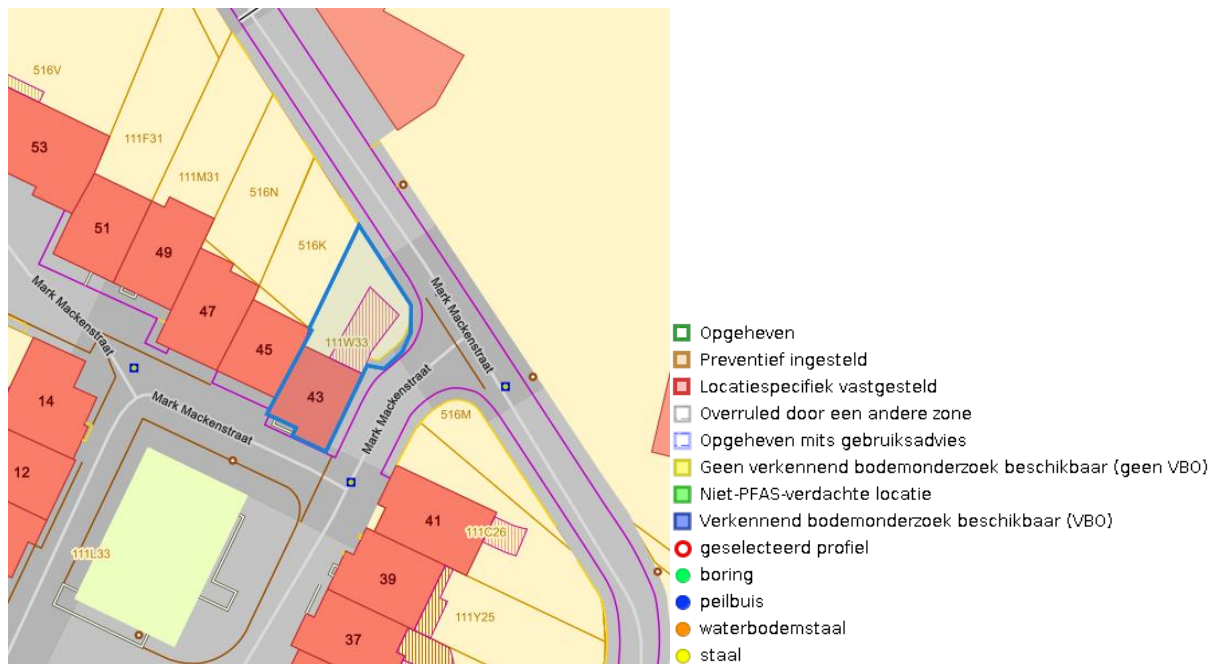 516V
53
111F31
111M31
516N
51
49
516K
Mark Mackenstraat
47
45
111W33
Mark Mackenstraat
43
Mark Mackenstraat
14
Mark Mackenstraat
516M
12
41
111C26
111L33
39
111Y25
37
Opgeheven
Preventief ingesteld
Locatiespecifiek vastgesteld
Overruled door een andere zone
Opgeheven mits gebruiksadvies
Geen verkennend bodemonderzoek beschikbaar (geen VBO)
Niet-PFAS-verdachte locatie
Verkennend bodemonderzoek beschikbaar (VBO)
geselecteerd profiel
boring
peilbuis
waterbodemstaal
staal